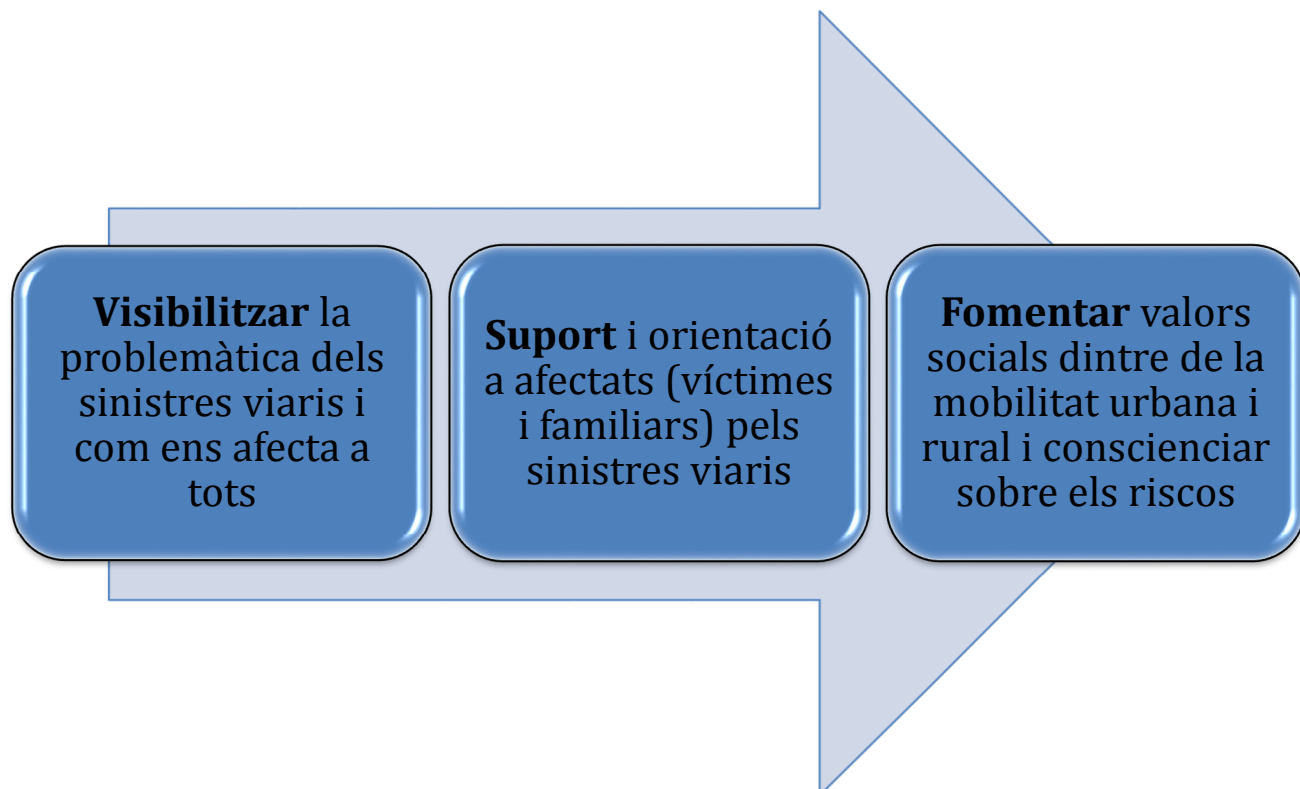 Visibilitzar la
problemàtica dels
sinistres viaris i
com ens afecta a
tots
Suport i orientació
a afectats (víctimes
i familiars) pels
sinistres viaris
Fomentar valors
socials dintre de la
mobilitat urbana i
rural i conscienciar
sobre els riscos